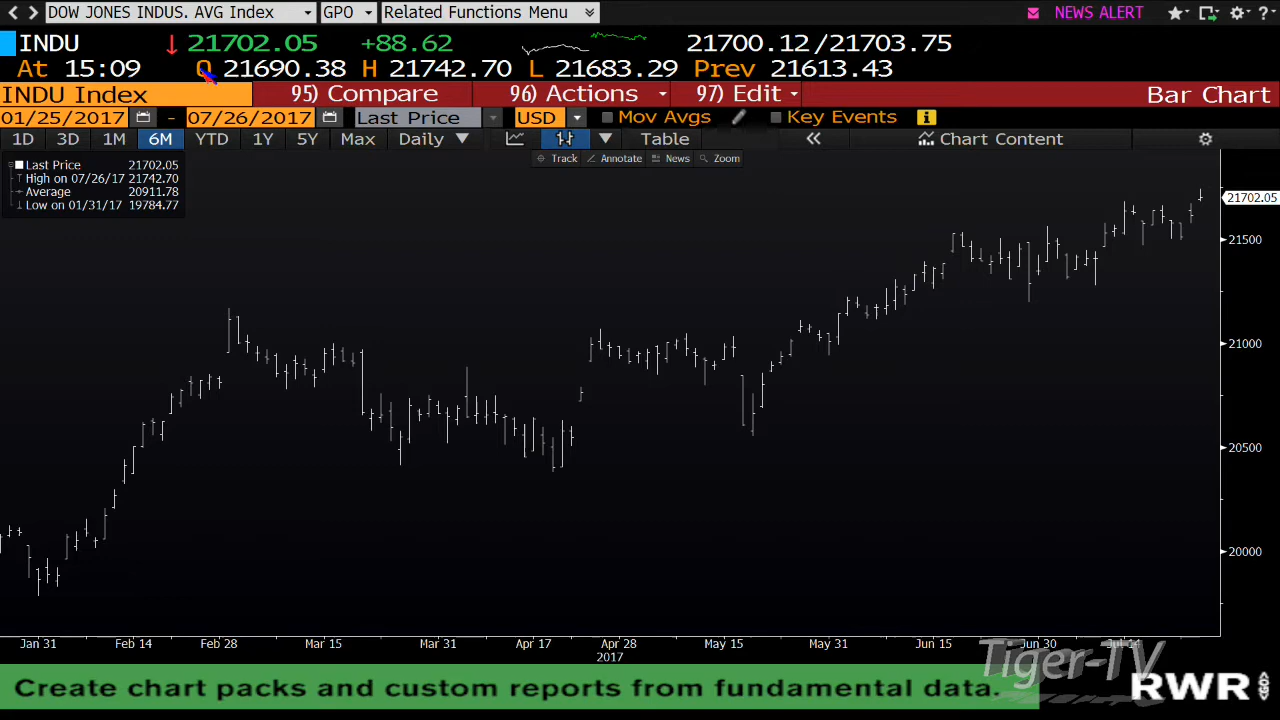 DOW JONES INDUS. AVG Index GPO Related Functions Menu NEWS ALERT ?
INDU 21702.05 +88.62 21700.12/21703.75
At 15:09 O 21690.38 H 21742.70 L 21683.29 Prev 21613.43
INDU Index 95) Compare 96) Actions 97) Edit Bar Chart
01/25/2017 - 07/26/2017 Last Price USD Mov Avgs Key Events
1D 3D 1M 6M YTD 1Y 5Y Max Daily Table Chart Content
Track Annotate News Zoom
Last Price 21702.05
High on 07/26/17 21742.70
Average 20911.78
Low on 01/31/17 19784.77
21702.05
21500
21000
20500
20000
Jan 31 Feb 14 Feb 28 Mar 15 Mar 31 Apr 17 Apr 28 May 15 May 31 Jun 15 Jun 30 Jul 14
2017
Tiger-TV
Create chart packs and custom reports from fundamental data.
RWR